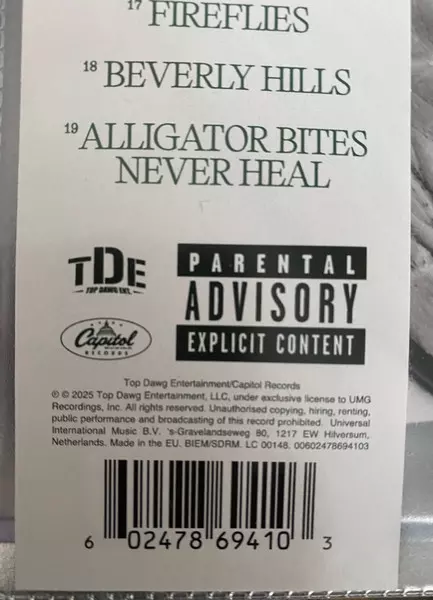 17 FIREFLIES
18 BEVERLY HILLS
19 ALLIGATOR BITES
NEVER HEAL
TDE
TOP DAWG ENT.
Capitol
RECORDS
PARENTAL
ADVISORY
EXPLICIT CONTENT
Top Dawg Entertainment/Capitol Records
℗ © 2025 Top Dawg Entertainment, LLC, under exclusive license to UMG
Recordings, Inc. All rights reserved. Unauthorised copying, hiring, renting,
public performance and broadcasting of this record prohibited. Universal
International Music B.V. 's-Gravelandseweg 80, 1217 EW Hilversum,
Netherlands. Made in the EU. BIEM/SDRM. LC 00148. 00602478694103
6 02478 69410 3